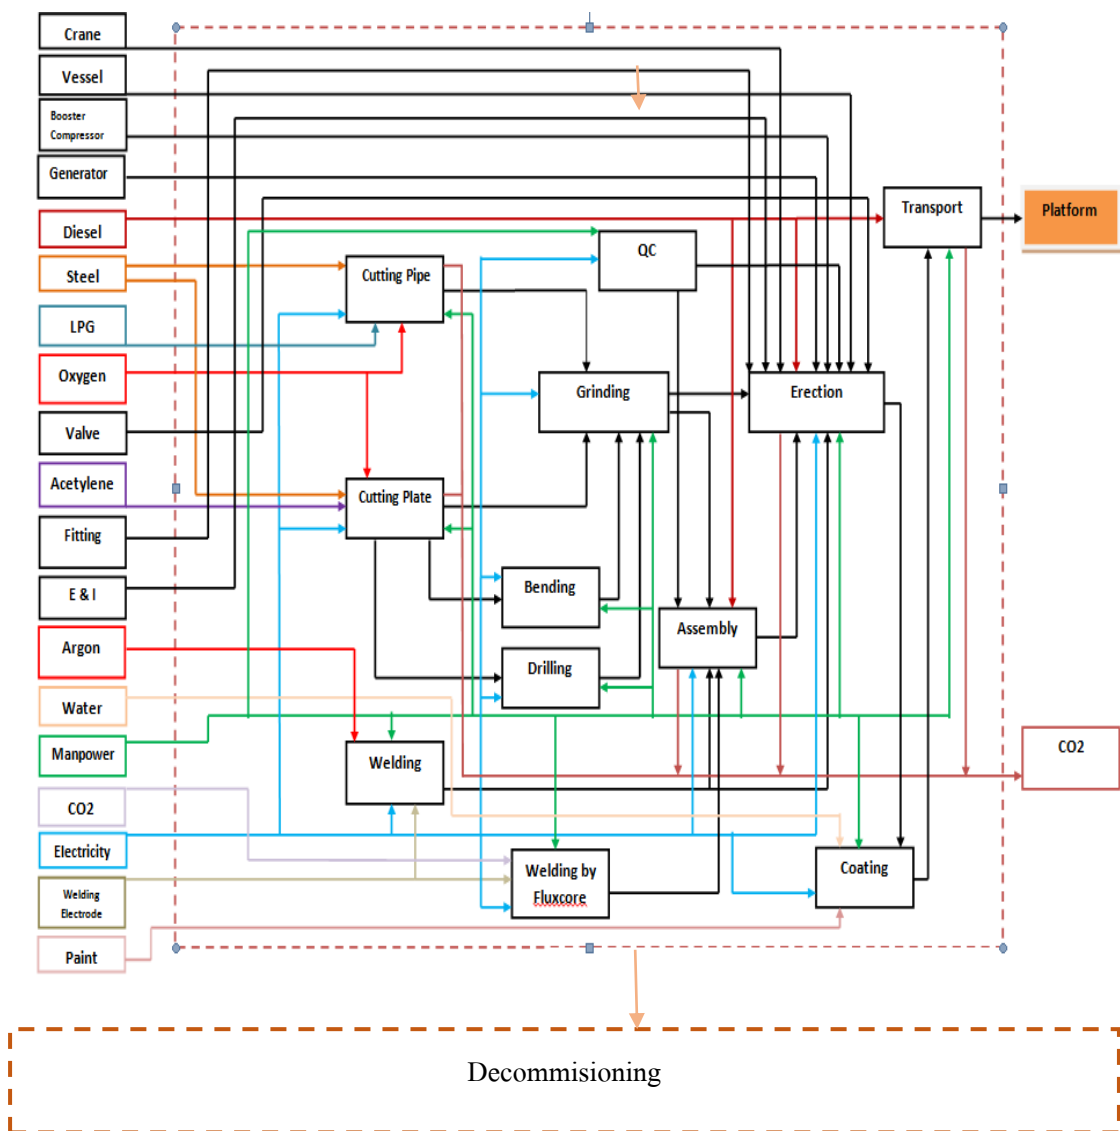 Crane
Vessel
Booster
Compressor
Generator
Diesel
Steel
LPG
Oxygen
Valve
Acetylene
Fitting
E & I
Argon
Water
Manpower
CO2
Electricity
Welding
Electrode
Paint
Cutting Pipe
Cutting Plate
Welding
QC
Grinding
Bending
Drilling
Welding by
Fluxcore
Assembly
Erection
Coating
Transport
Platform
CO2
Decommisioning